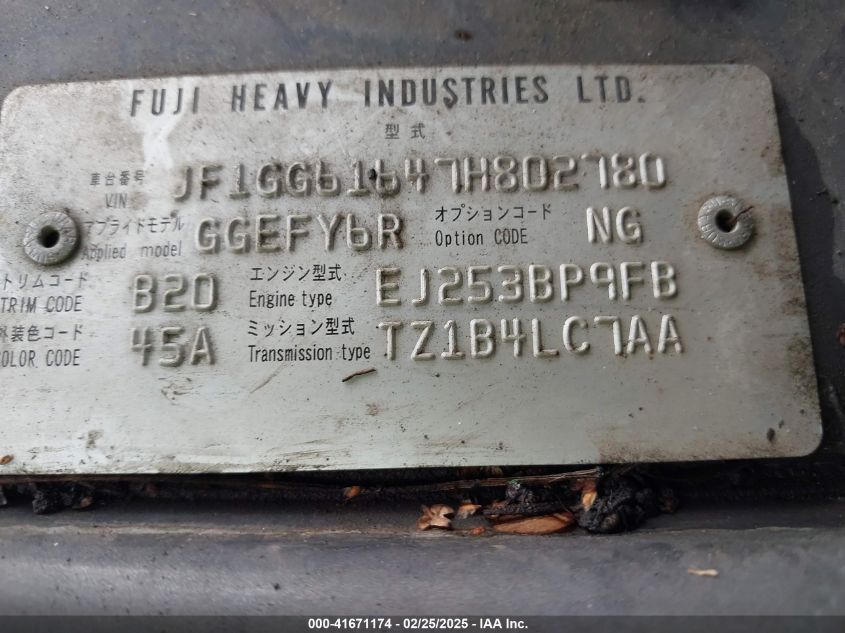 FUJI HEAVY INDUSTRIES LTD.
型式
車台番号 VIN JF1GG61647H802780
アプライドモデル Applied model GGEFY6R オプションコード Option CODE NG
トリムコード TRIM CODE B20 エンジン型式 Engine type EJ253BP9FB
外装色コード COLOR CODE 45A ミッション型式 Transmission type TZ1B4LC7AA
000-41671174 - 02/25/2025 - IAA Inc.